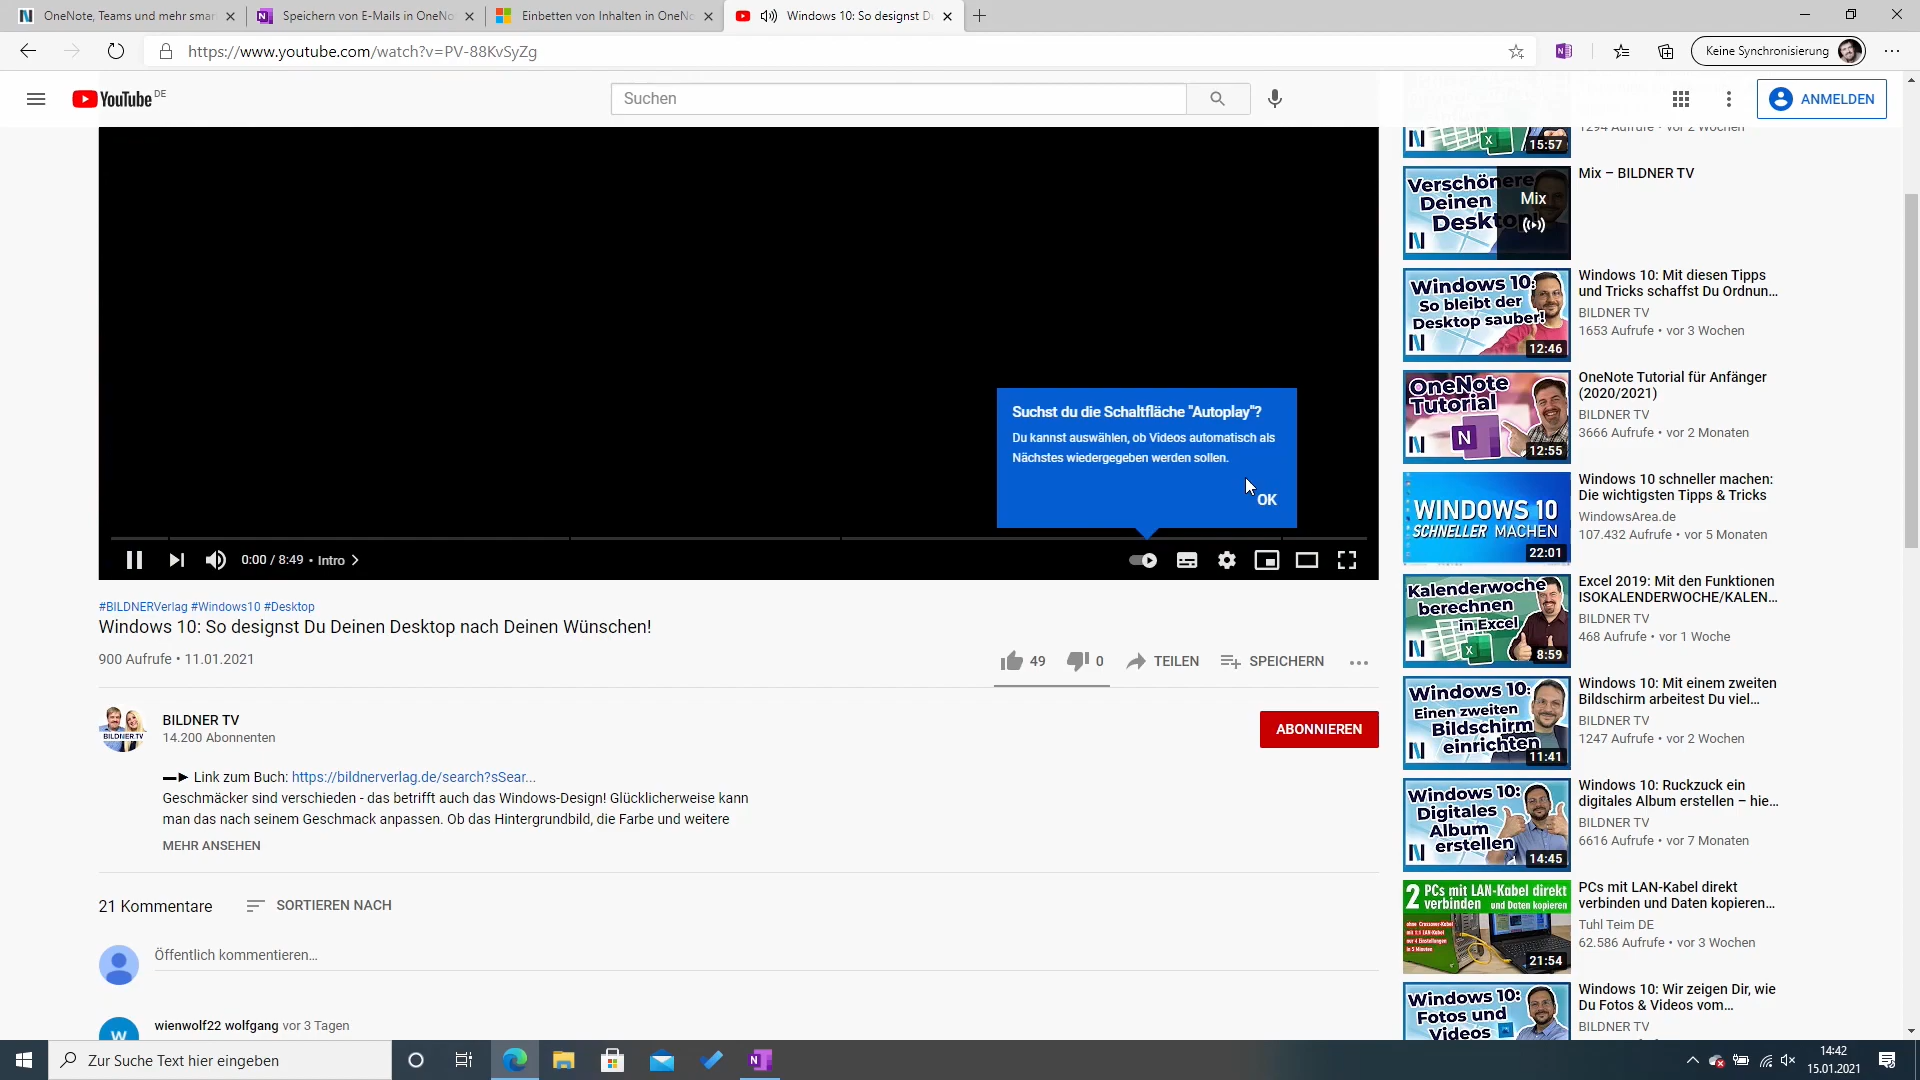 OneNote, Teams und mehr smar
Speichern von E-Mails in OneNo
Einbetten von Inhalten in OneNo
Windows 10: So designst Du
https://www.youtube.com/watch?v=PV-88KvSyZg
Keine Synchronisierung
YouTube DE
Suchen
ANMELDEN
Suchst du die Schaltfläche "Autoplay"?
Du kannst auswählen, ob Videos automatisch als
Nächstes wiedergegeben werden sollen.
OK
0:00 / 8:49 • Intro
#BILDNERVerlag #Windows10 #Desktop
Windows 10: So designst Du Deinen Desktop nach Deinen Wünschen!
900 Aufrufe • 11.01.2021
49
0
TEILEN
SPEICHERN
BILDNER TV
BILDNER TV
14.200 Abonnenten
ABONNIEREN
Link zum Buch: https://bildnerverlag.de/search?sSear...
Geschmäcker sind verschieden - das betrifft auch das Windows-Design! Glücklicherweise kann
man das nach seinem Geschmack anpassen. Ob das Hintergrundbild, die Farbe und weitere
MEHR ANSEHEN
21 Kommentare
SORTIEREN NACH
Öffentlich kommentieren...
W
wienwolf22 wolfgang vor 3 Tagen
15:57
1294 Aufrufe • vor 2 Wochen
Verschönere
Deinen
Desktop
Mix
Mix – BILDNER TV
Windows 10:
So bleibt der
Desktop sauber!
12:46
Windows 10: Mit diesen Tipps
und Tricks schaffst Du Ordnun...
BILDNER TV
1653 Aufrufe • vor 3 Wochen
OneNote
Tutorial
N
12:55
OneNote Tutorial für Anfänger
(2020/2021)
BILDNER TV
3666 Aufrufe • vor 2 Monaten
WINDOWS 10
SCHNELLER MACHEN
22:01
Windows 10 schneller machen:
Die wichtigsten Tipps & Tricks
WindowsArea.de
107.432 Aufrufe • vor 5 Monaten
Kalenderwoche
berechnen
in Excel
8:59
Excel 2019: Mit den Funktionen
ISOKALENDERWOCHE/KALEN...
BILDNER TV
468 Aufrufe • vor 1 Woche
Windows 10:
Einen zweiten
Bildschirm
einrichten
11:41
Windows 10: Mit einem zweiten
Bildschirm arbeitest Du viel...
BILDNER TV
1247 Aufrufe • vor 2 Wochen
Windows 10:
Digitales
Album
erstellen
14:45
Windows 10: Ruckzuck ein
digitales Album erstellen – hie...
BILDNER TV
6616 Aufrufe • vor 7 Monaten
2 PCs mit LAN-Kabel direkt
verbinden und Daten kopieren
21:54
PCs mit LAN-Kabel direkt
verbinden und Daten kopieren...
Tuhl Teim DE
62.586 Aufrufe • vor 3 Wochen
Windows 10:
Fotos und
Videos
Windows 10: Wir zeigen Dir, wie
Du Fotos & Videos vom...
BILDNER TV
Zur Suche Text hier eingeben
14:42
15.01.2021